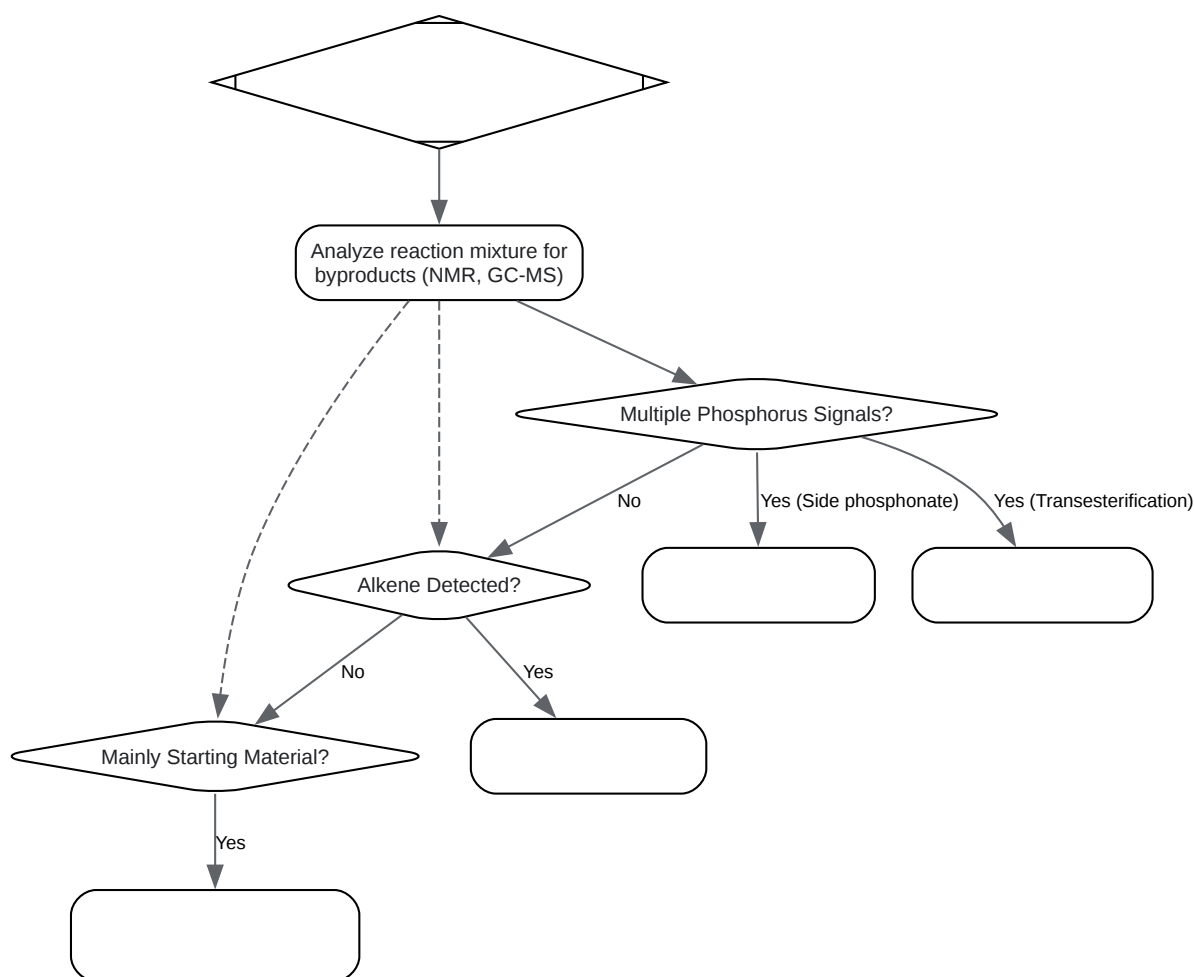 Analyze reaction mixture for
byproducts (NMR, GC-MS)
Multiple Phosphorus Signals?
No
Yes (Side phosphonate)
Yes (Transesterification)
Alkene Detected?
No
Yes
Mainly Starting Material?
Yes